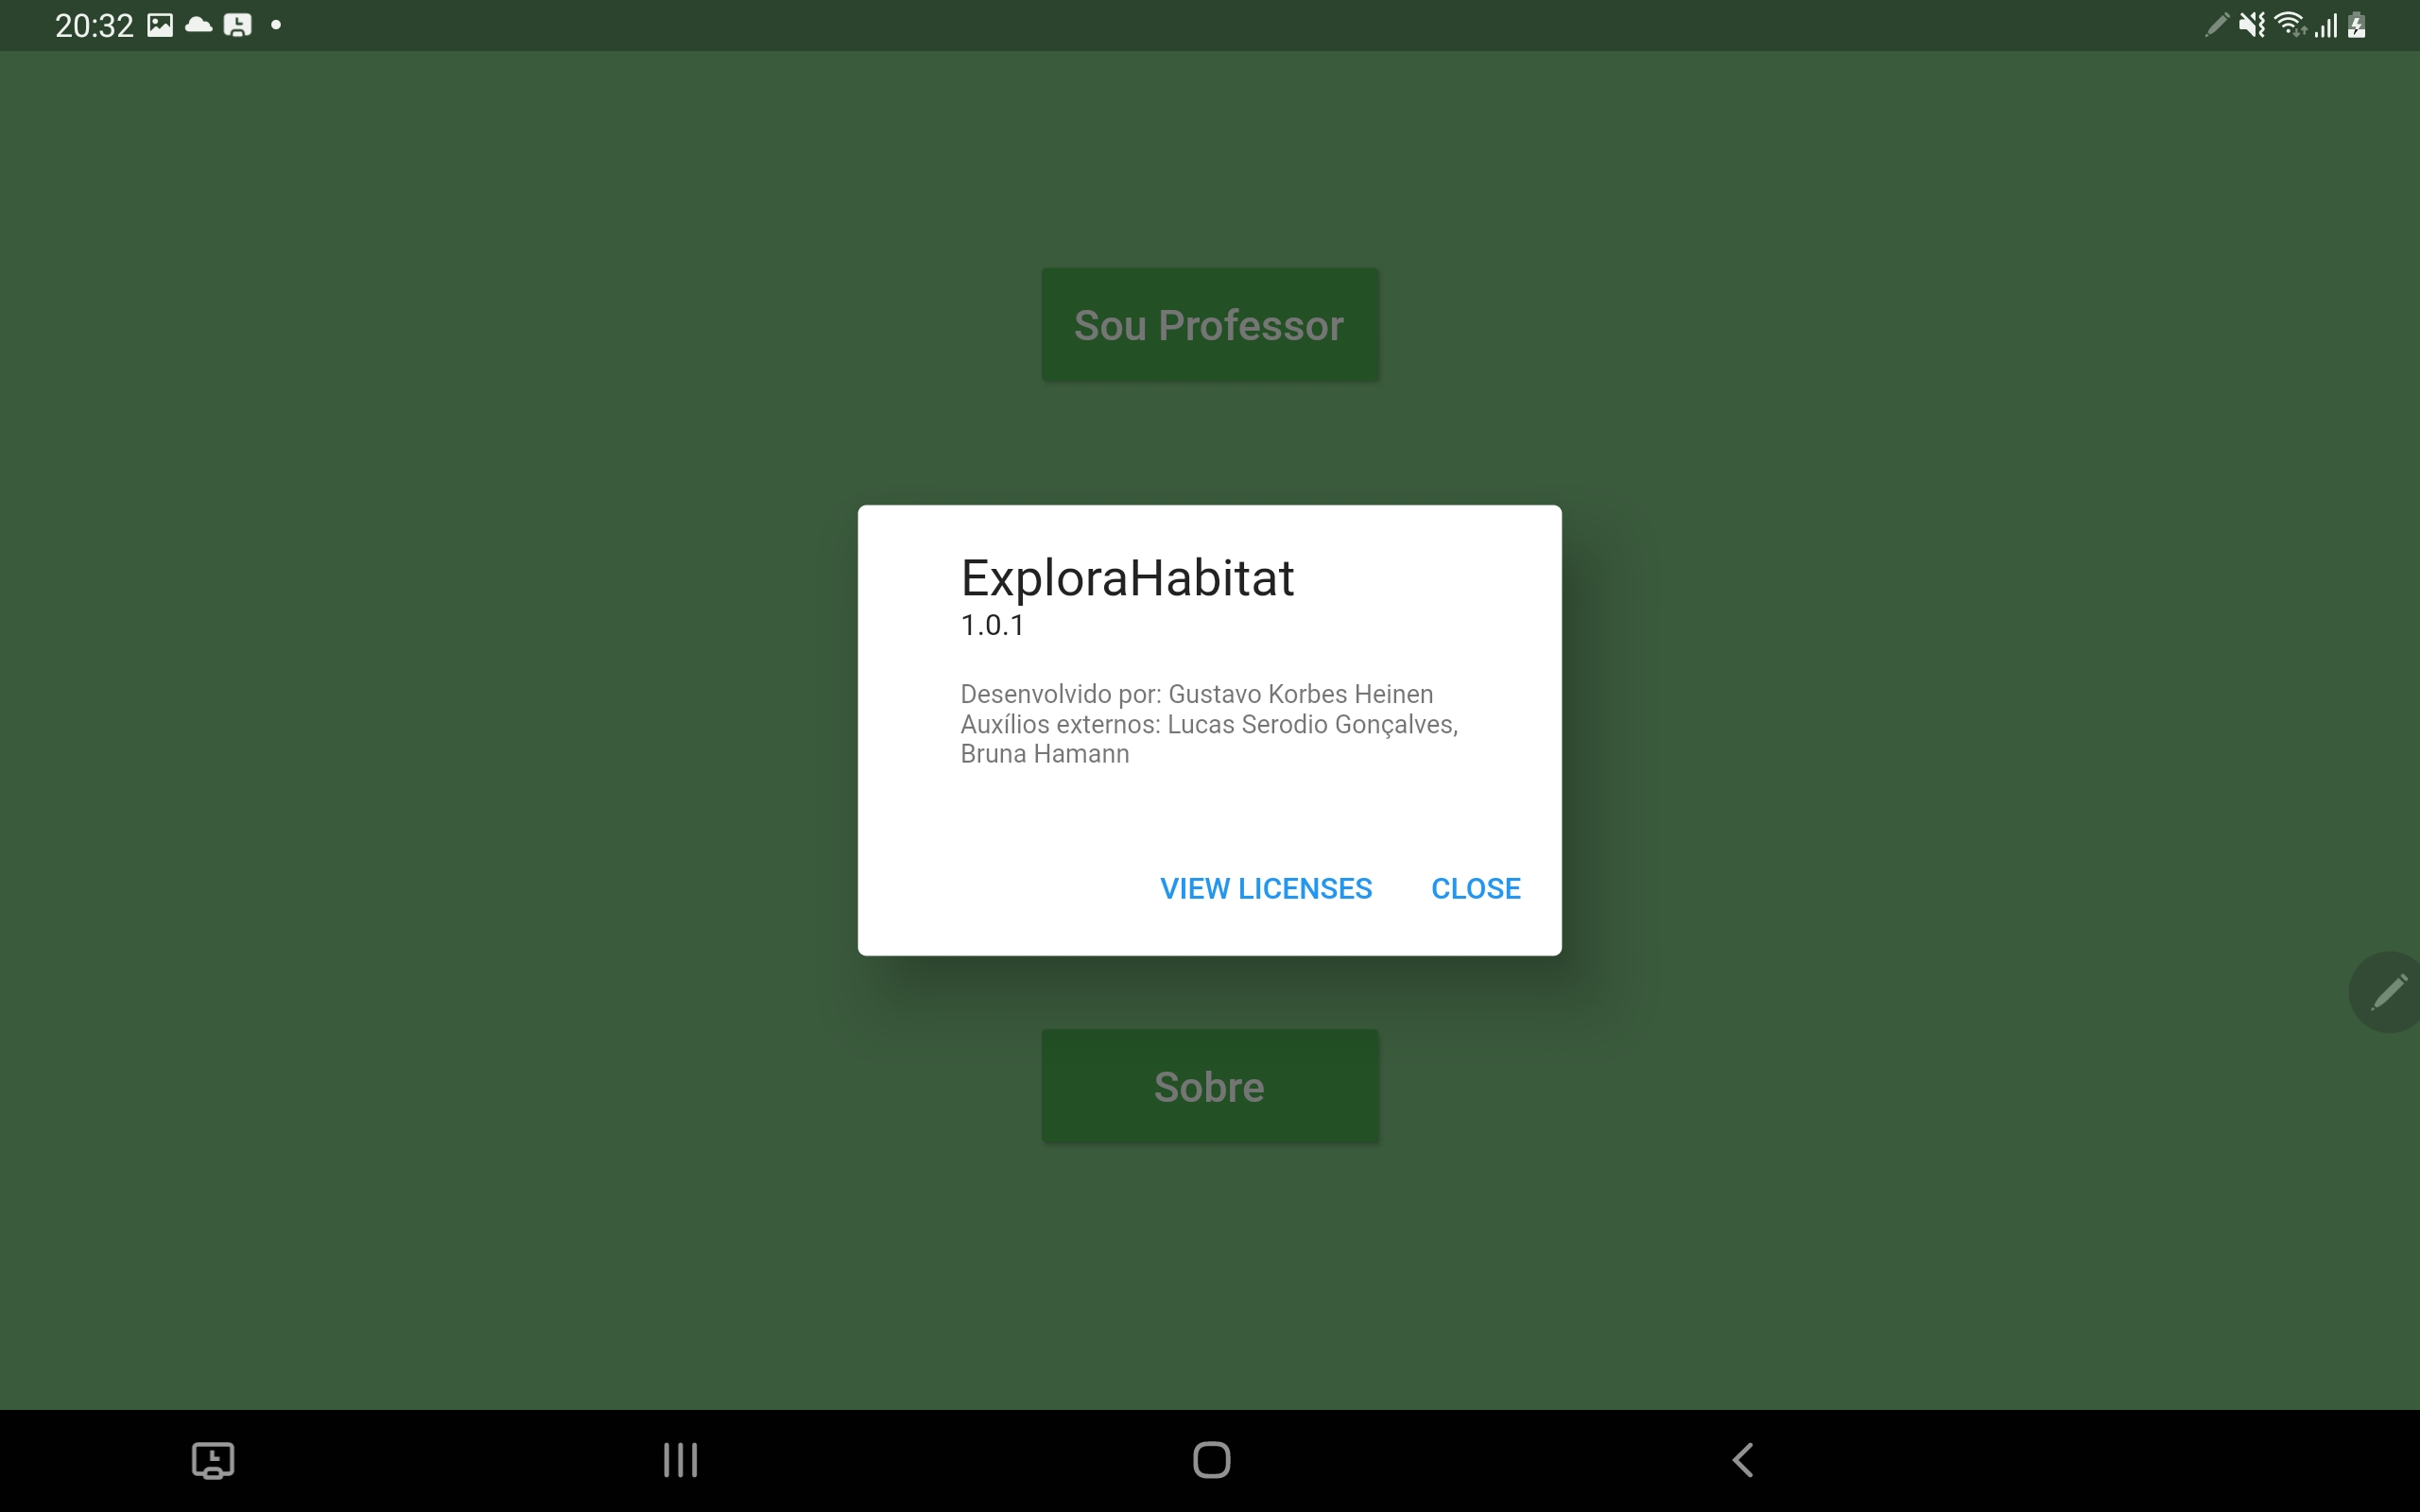 20:32
Sou Professor
ExploraHabitat
1.0.1
Desenvolvido por: Gustavo Korbes Heinen
Auxílios externos: Lucas Serodio Gonçalves,
Bruna Hamann
VIEW LICENSES CLOSE
Sobre